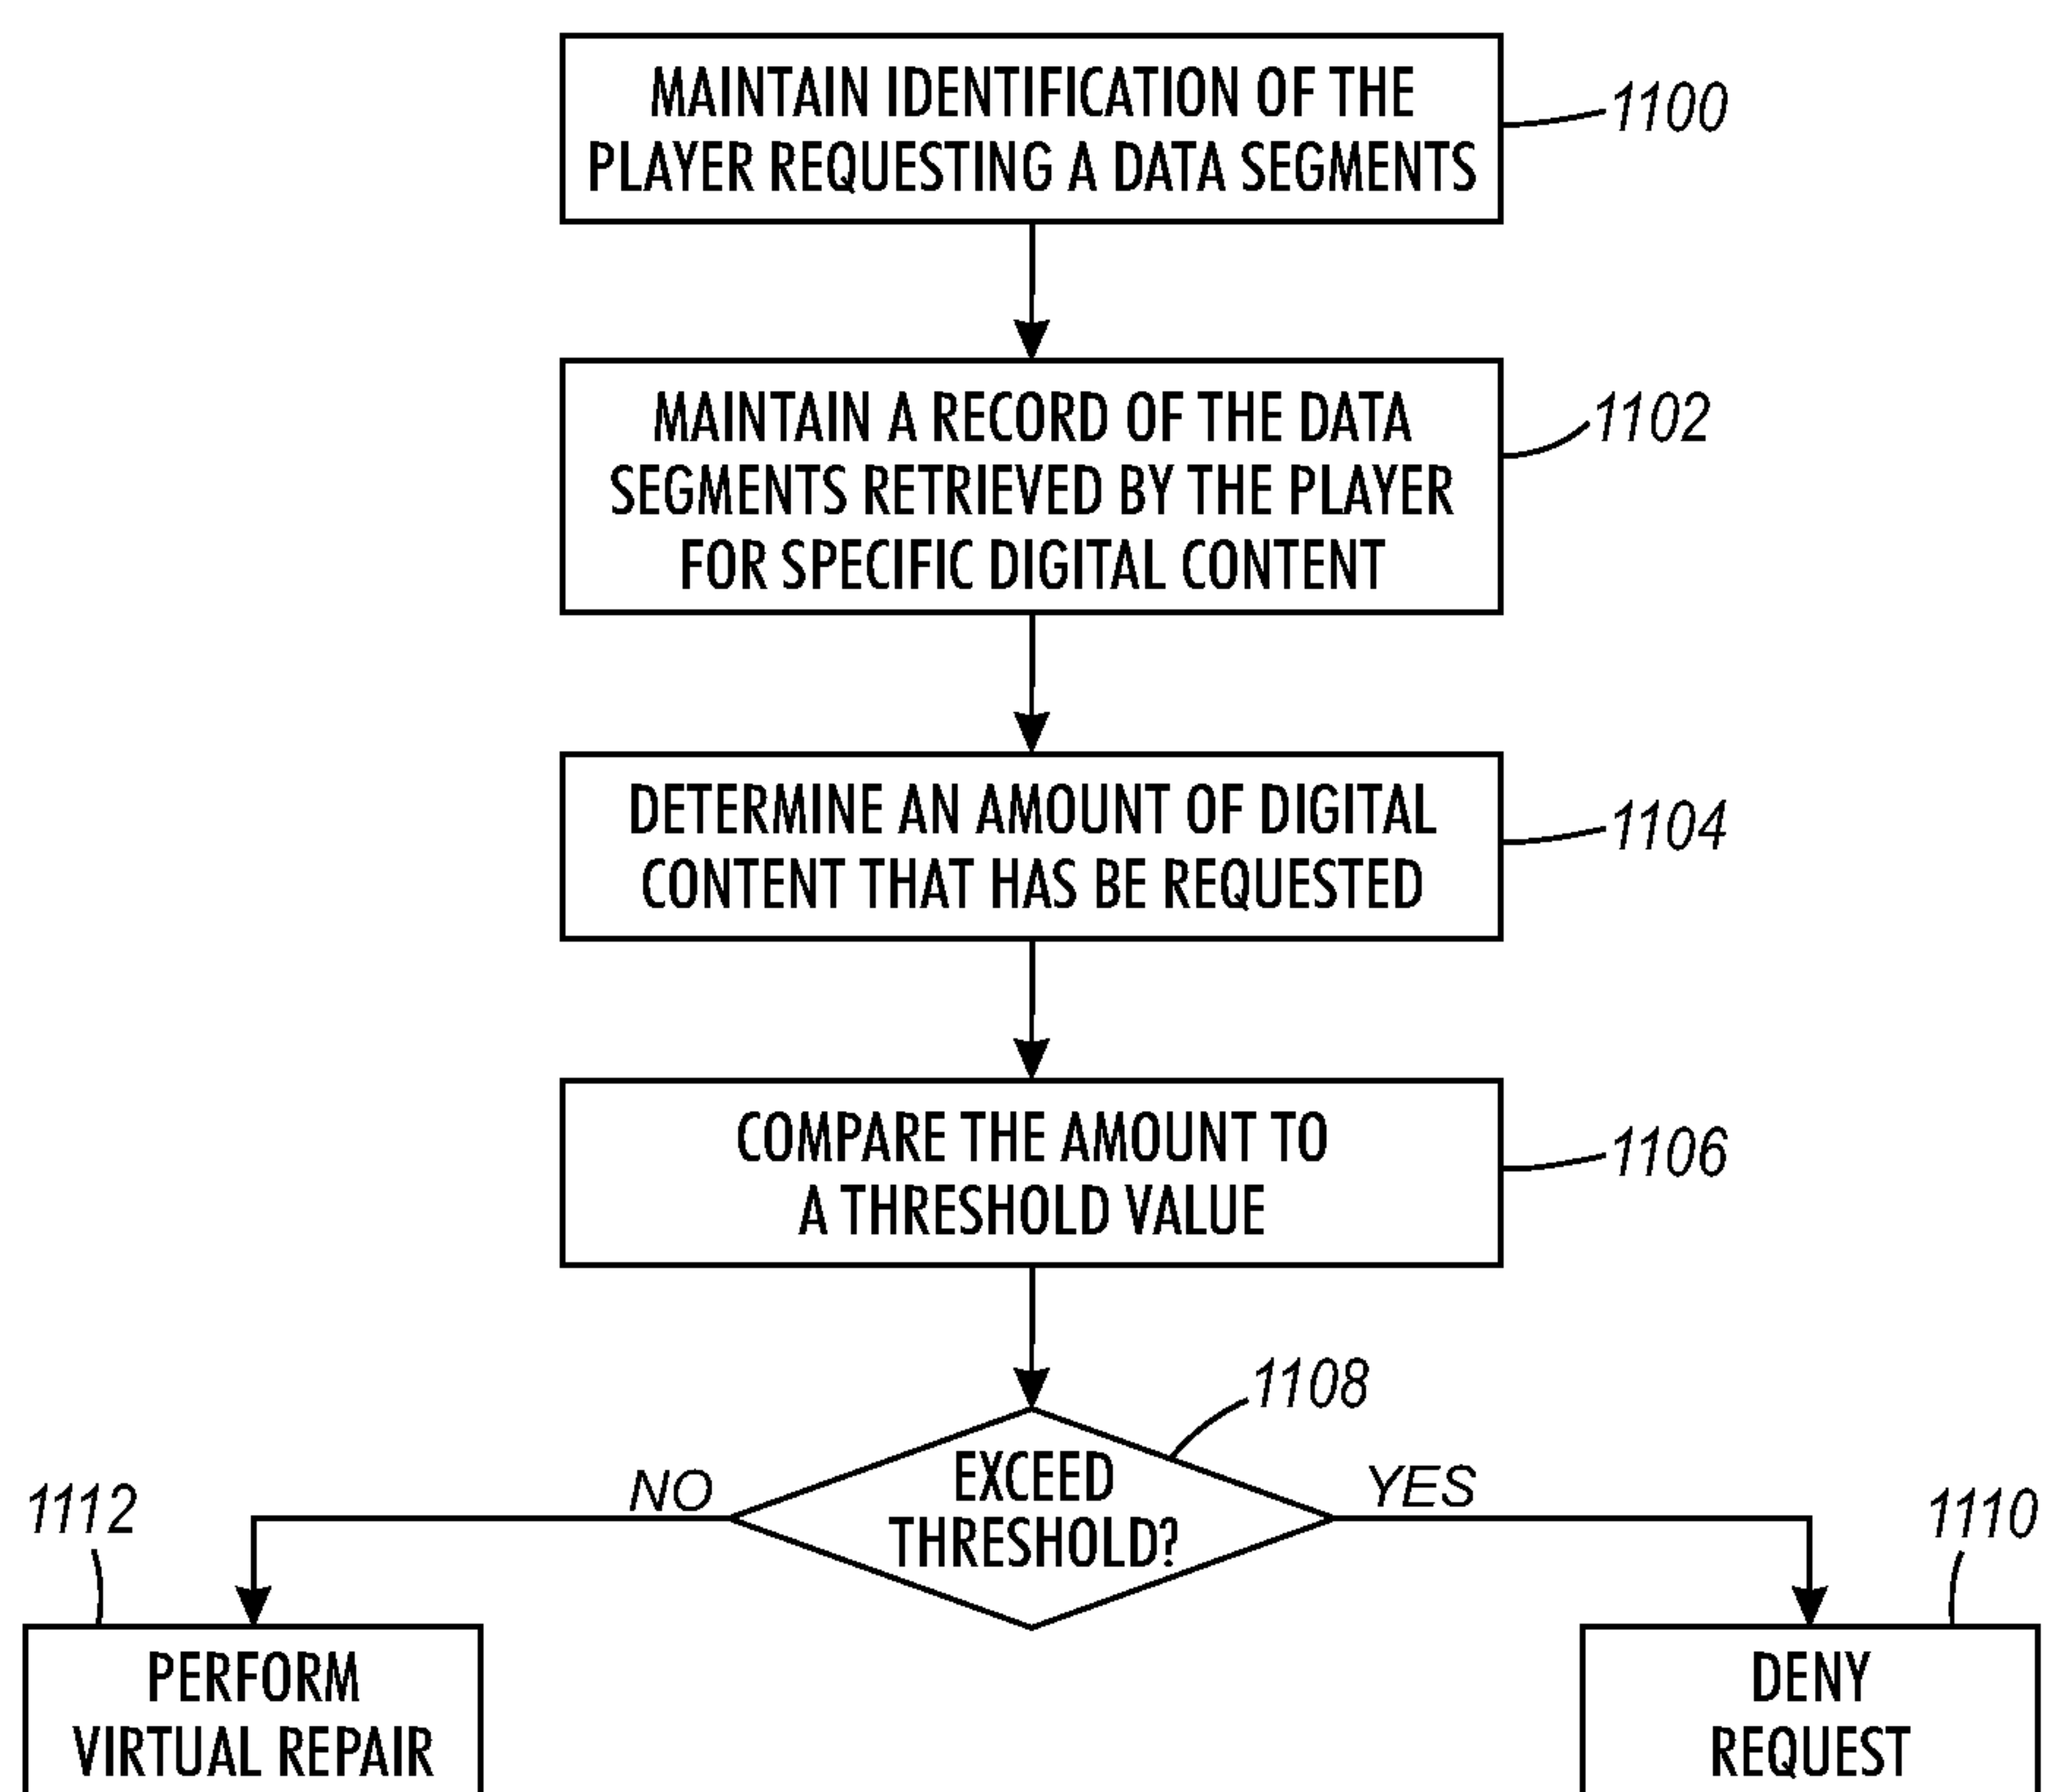 MAINTAIN IDENTIFICATION OF THE
PLAYER REQUESTING A DATA SEGMENTS
1100
MAINTAIN A RECORD OF THE DATA
SEGMENTS RETRIEVED BY THE PLAYER
FOR SPECIFIC DIGITAL CONTENT
1102
DETERMINE AN AMOUNT OF DIGITAL
CONTENT THAT HAS BE REQUESTED
1104
COMPARE THE AMOUNT TO
A THRESHOLD VALUE
1106
1108
EXCEED
THRESHOLD?
NO
YES
1112
1110
PERFORM
VIRTUAL REPAIR
DENY
REQUEST